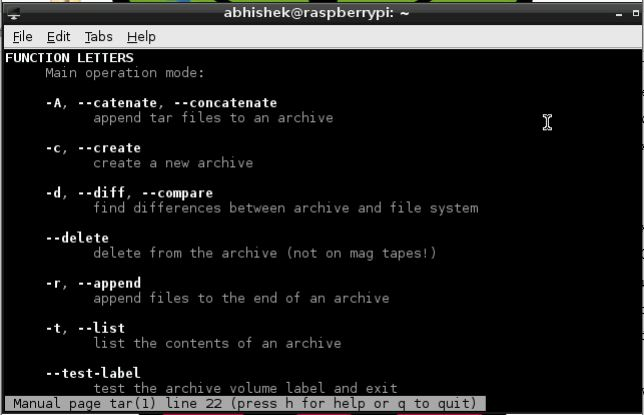 abhishek@raspberrypi: ~
File Edit Tabs Help
FUNCTION LETTERS
Main operation mode:
-A, --catenate, --concatenate
append tar files to an archive
-c, --create
create a new archive
-d, --diff, --compare
find differences between archive and file system
--delete
delete from the archive (not on mag tapes!)
-r, --append
append files to the end of an archive
-t, --list
list the contents of an archive
--test-label
test the archive volume label and exit
Manual page tar(1) line 22 (press h for help or q to quit)